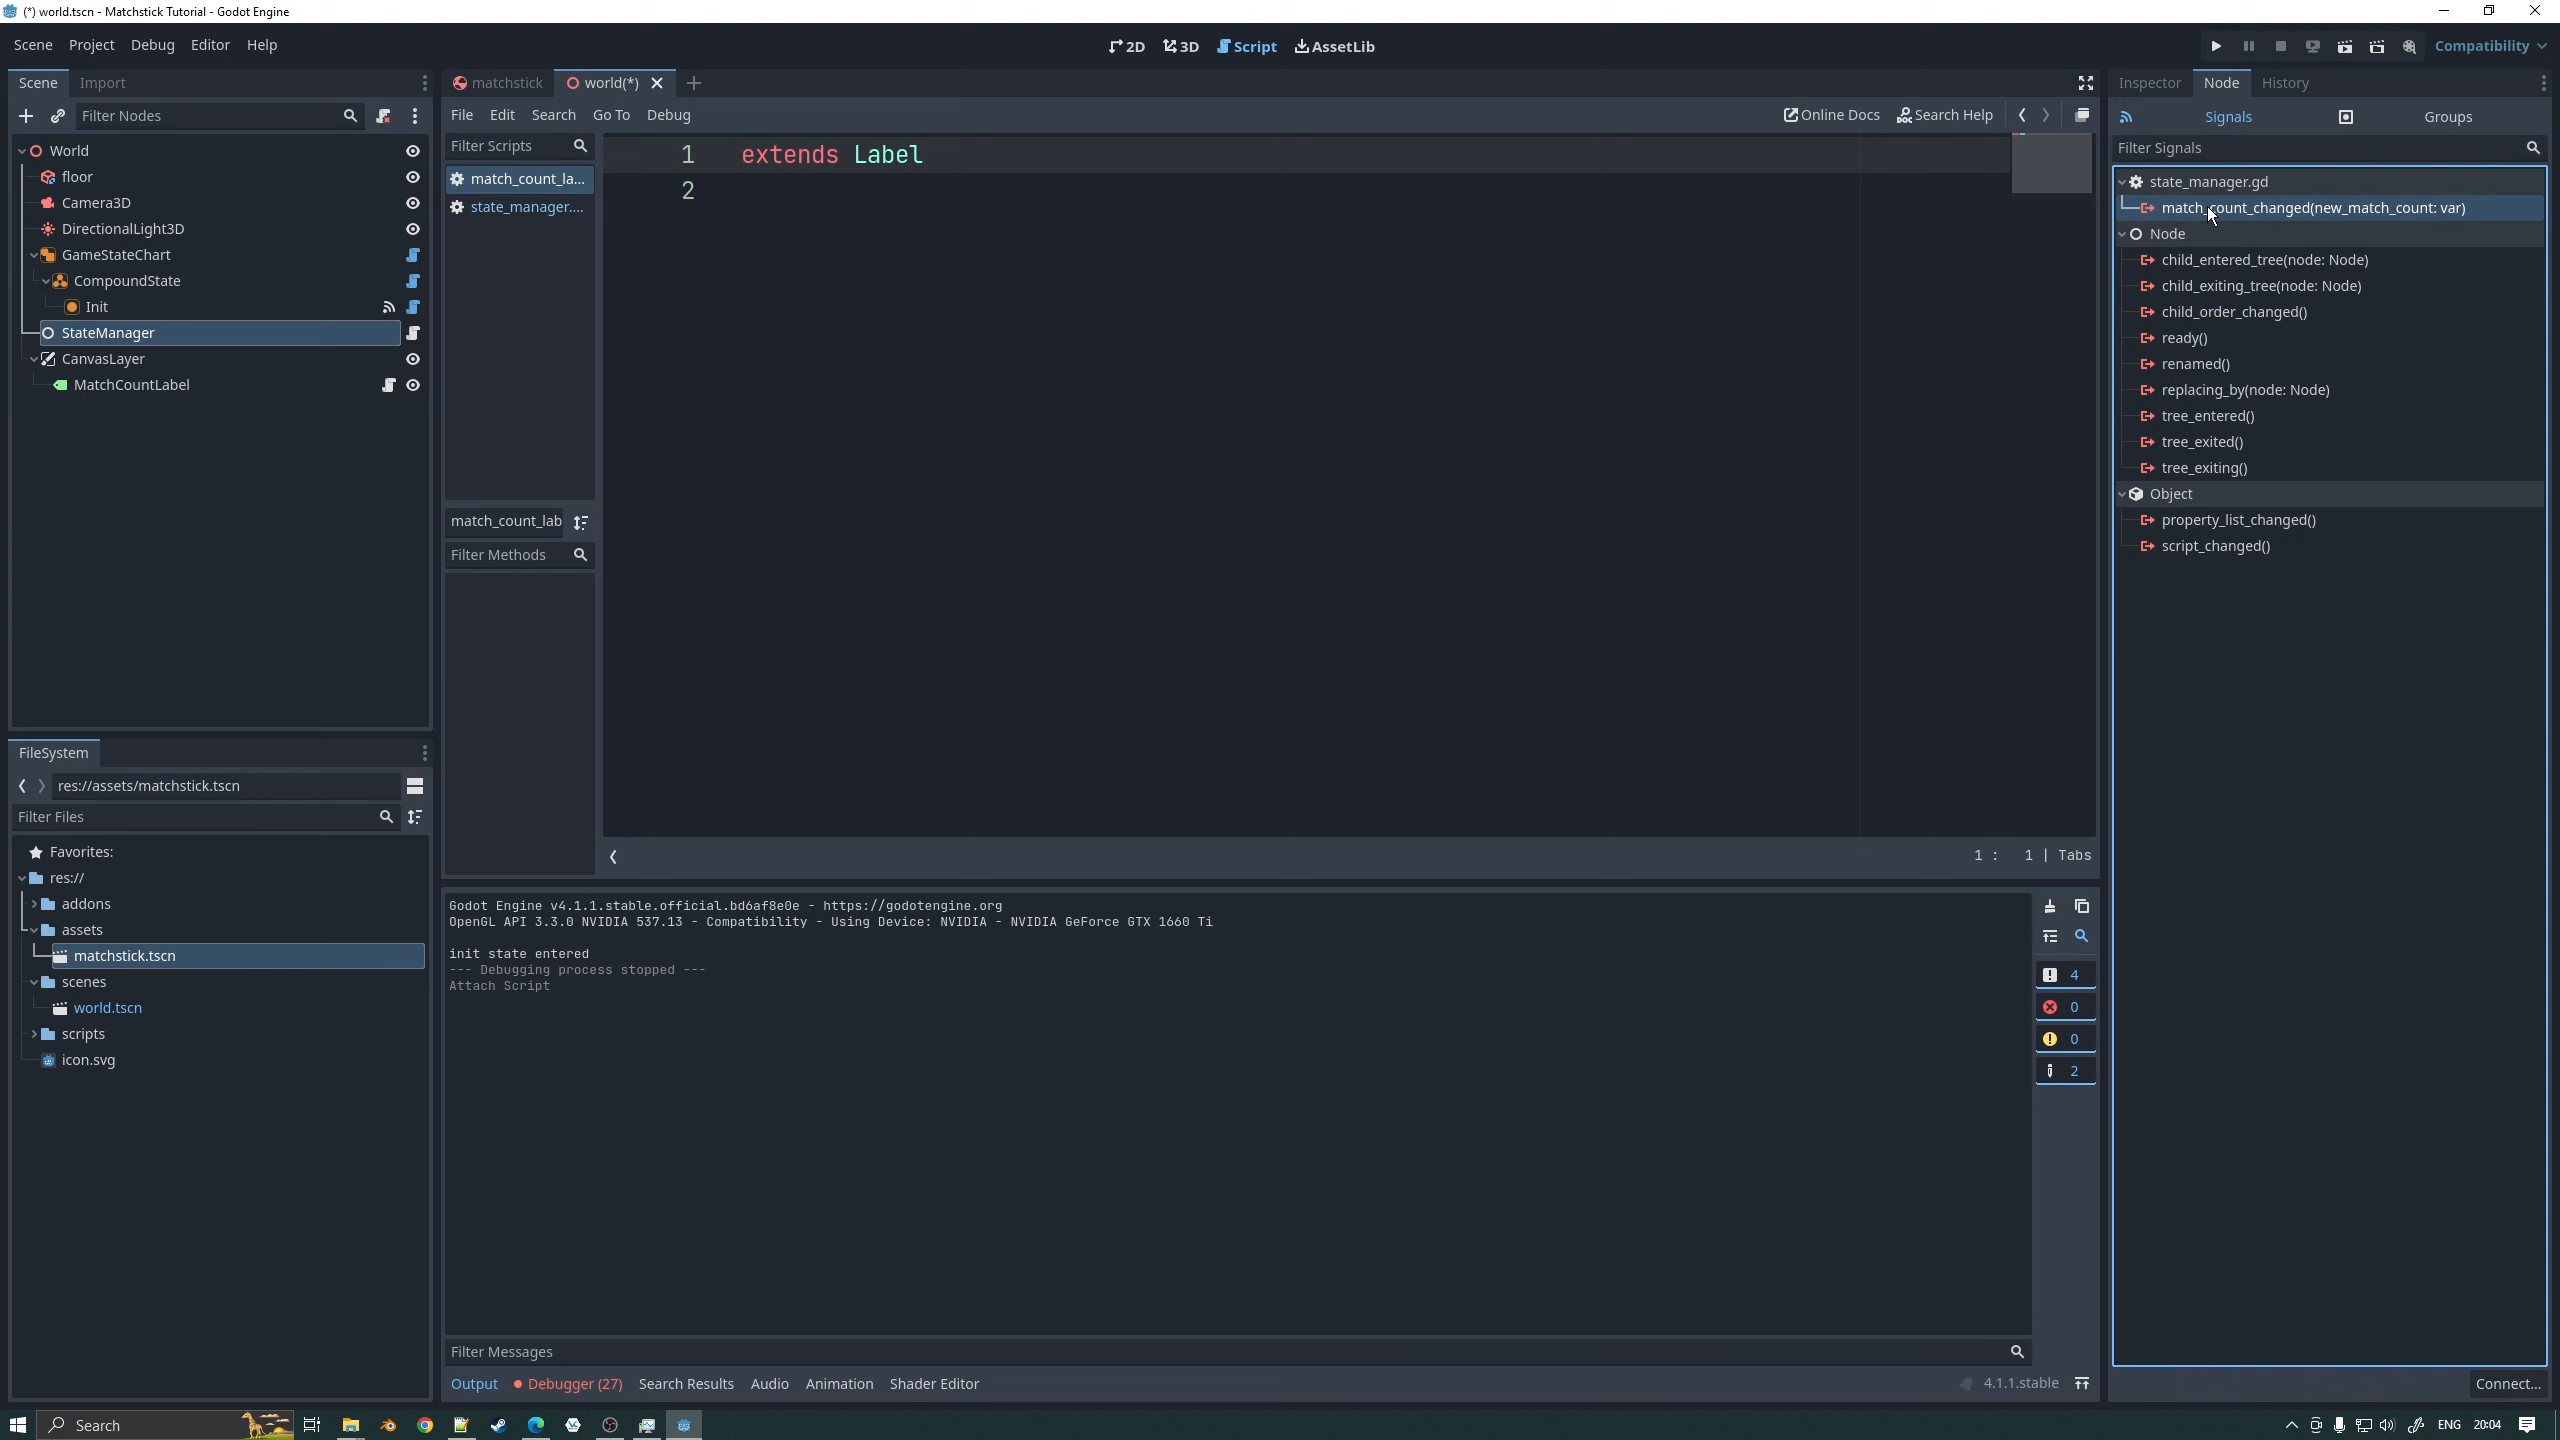 (*) world.tscn - Matchstick Tutorial - Godot Engine
Scene Project Debug Editor Help
2D 3D Script AssetLib
Compatibility
Scene Import
Filter Nodes
World
floor
Camera3D
DirectionalLight3D
GameStateChart
CompoundState
Init
StateManager
CanvasLayer
MatchCountLabel
FileSystem
res://assets/matchstick.tscn
Filter Files
Favorites:
res://
addons
assets
matchstick.tscn
scenes
world.tscn
scripts
icon.svg
matchstick world(*)
File Edit Search Go To Debug
Online Docs Search Help
Filter Scripts
match_count_la...
state_manager....
match_count_lab
Filter Methods
1 extends Label
2
1 : 1 | Tabs
Godot Engine v4.1.1.stable.official.bd6af8e0e - https://godotengine.org
OpenGL API 3.3.0 NVIDIA 537.13 - Compatibility - Using Device: NVIDIA - NVIDIA GeForce GTX 1660 Ti
init state entered
--- Debugging process stopped ---
Attach Script
4
0
0
2
Filter Messages
Output Debugger (27) Search Results Audio Animation Shader Editor
4.1.1.stable
Inspector Node History
Signals Groups
Filter Signals
state_manager.gd
match_count_changed(new_match_count: var)
Node
child_entered_tree(node: Node)
child_exiting_tree(node: Node)
child_order_changed()
ready()
renamed()
replacing_by(node: Node)
tree_entered()
tree_exited()
tree_exiting()
Object
property_list_changed()
script_changed()
Connect...
Search
ENG 20:04